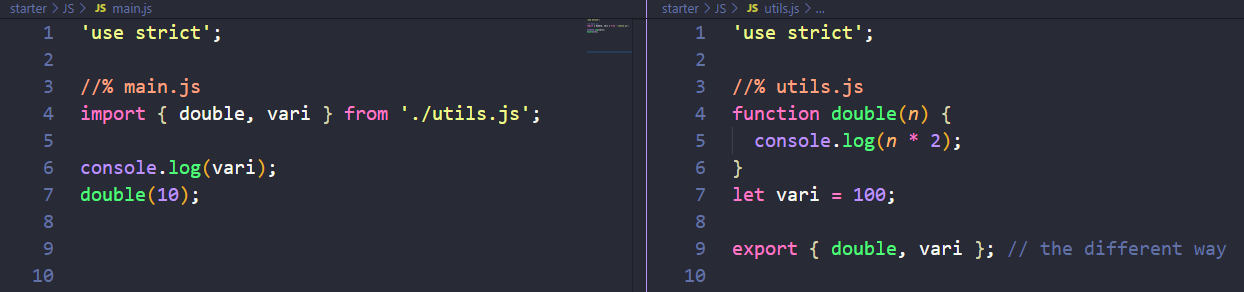 starter > JS > JS main.js
1 'use strict';
2
3 //% main.js
4 import { double, vari } from './utils.js';
5
6 console.log(vari);
7 double(10);
8
9
10
starter > JS > JS utils.js > ...
1 'use strict';
2
3 //% utils.js
4 function double(n) {
5 console.log(n * 2);
6 }
7 let vari = 100;
8
9 export { double, vari }; // the different way
10